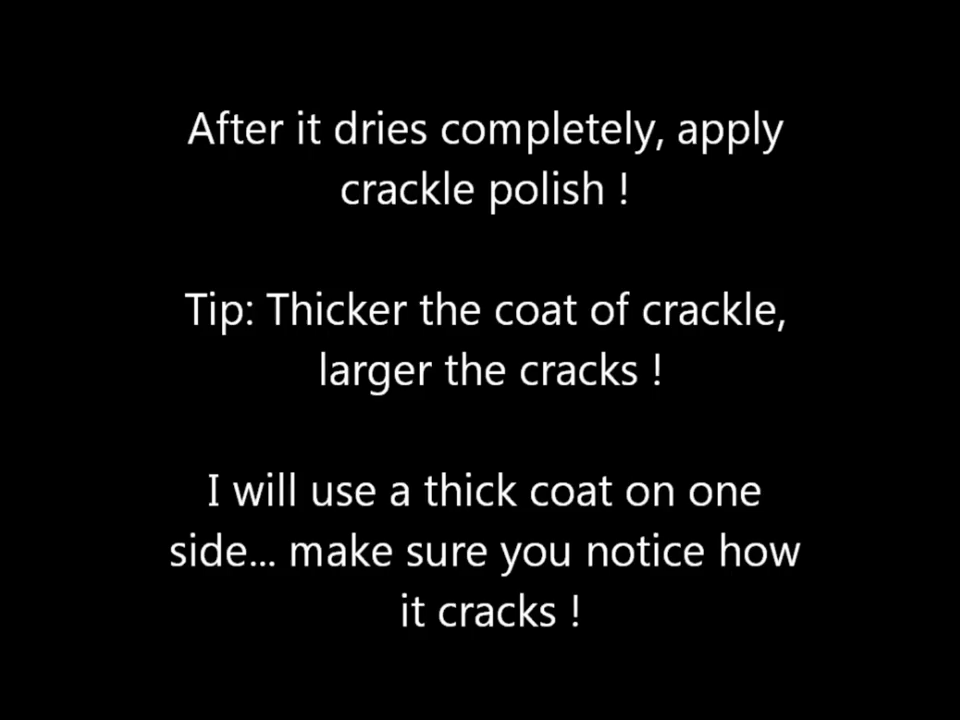 After it dries completely, apply
crackle polish !
Tip: Thicker the coat of crackle,
larger the cracks !
I will use a thick coat on one
side... make sure you notice how
it cracks !